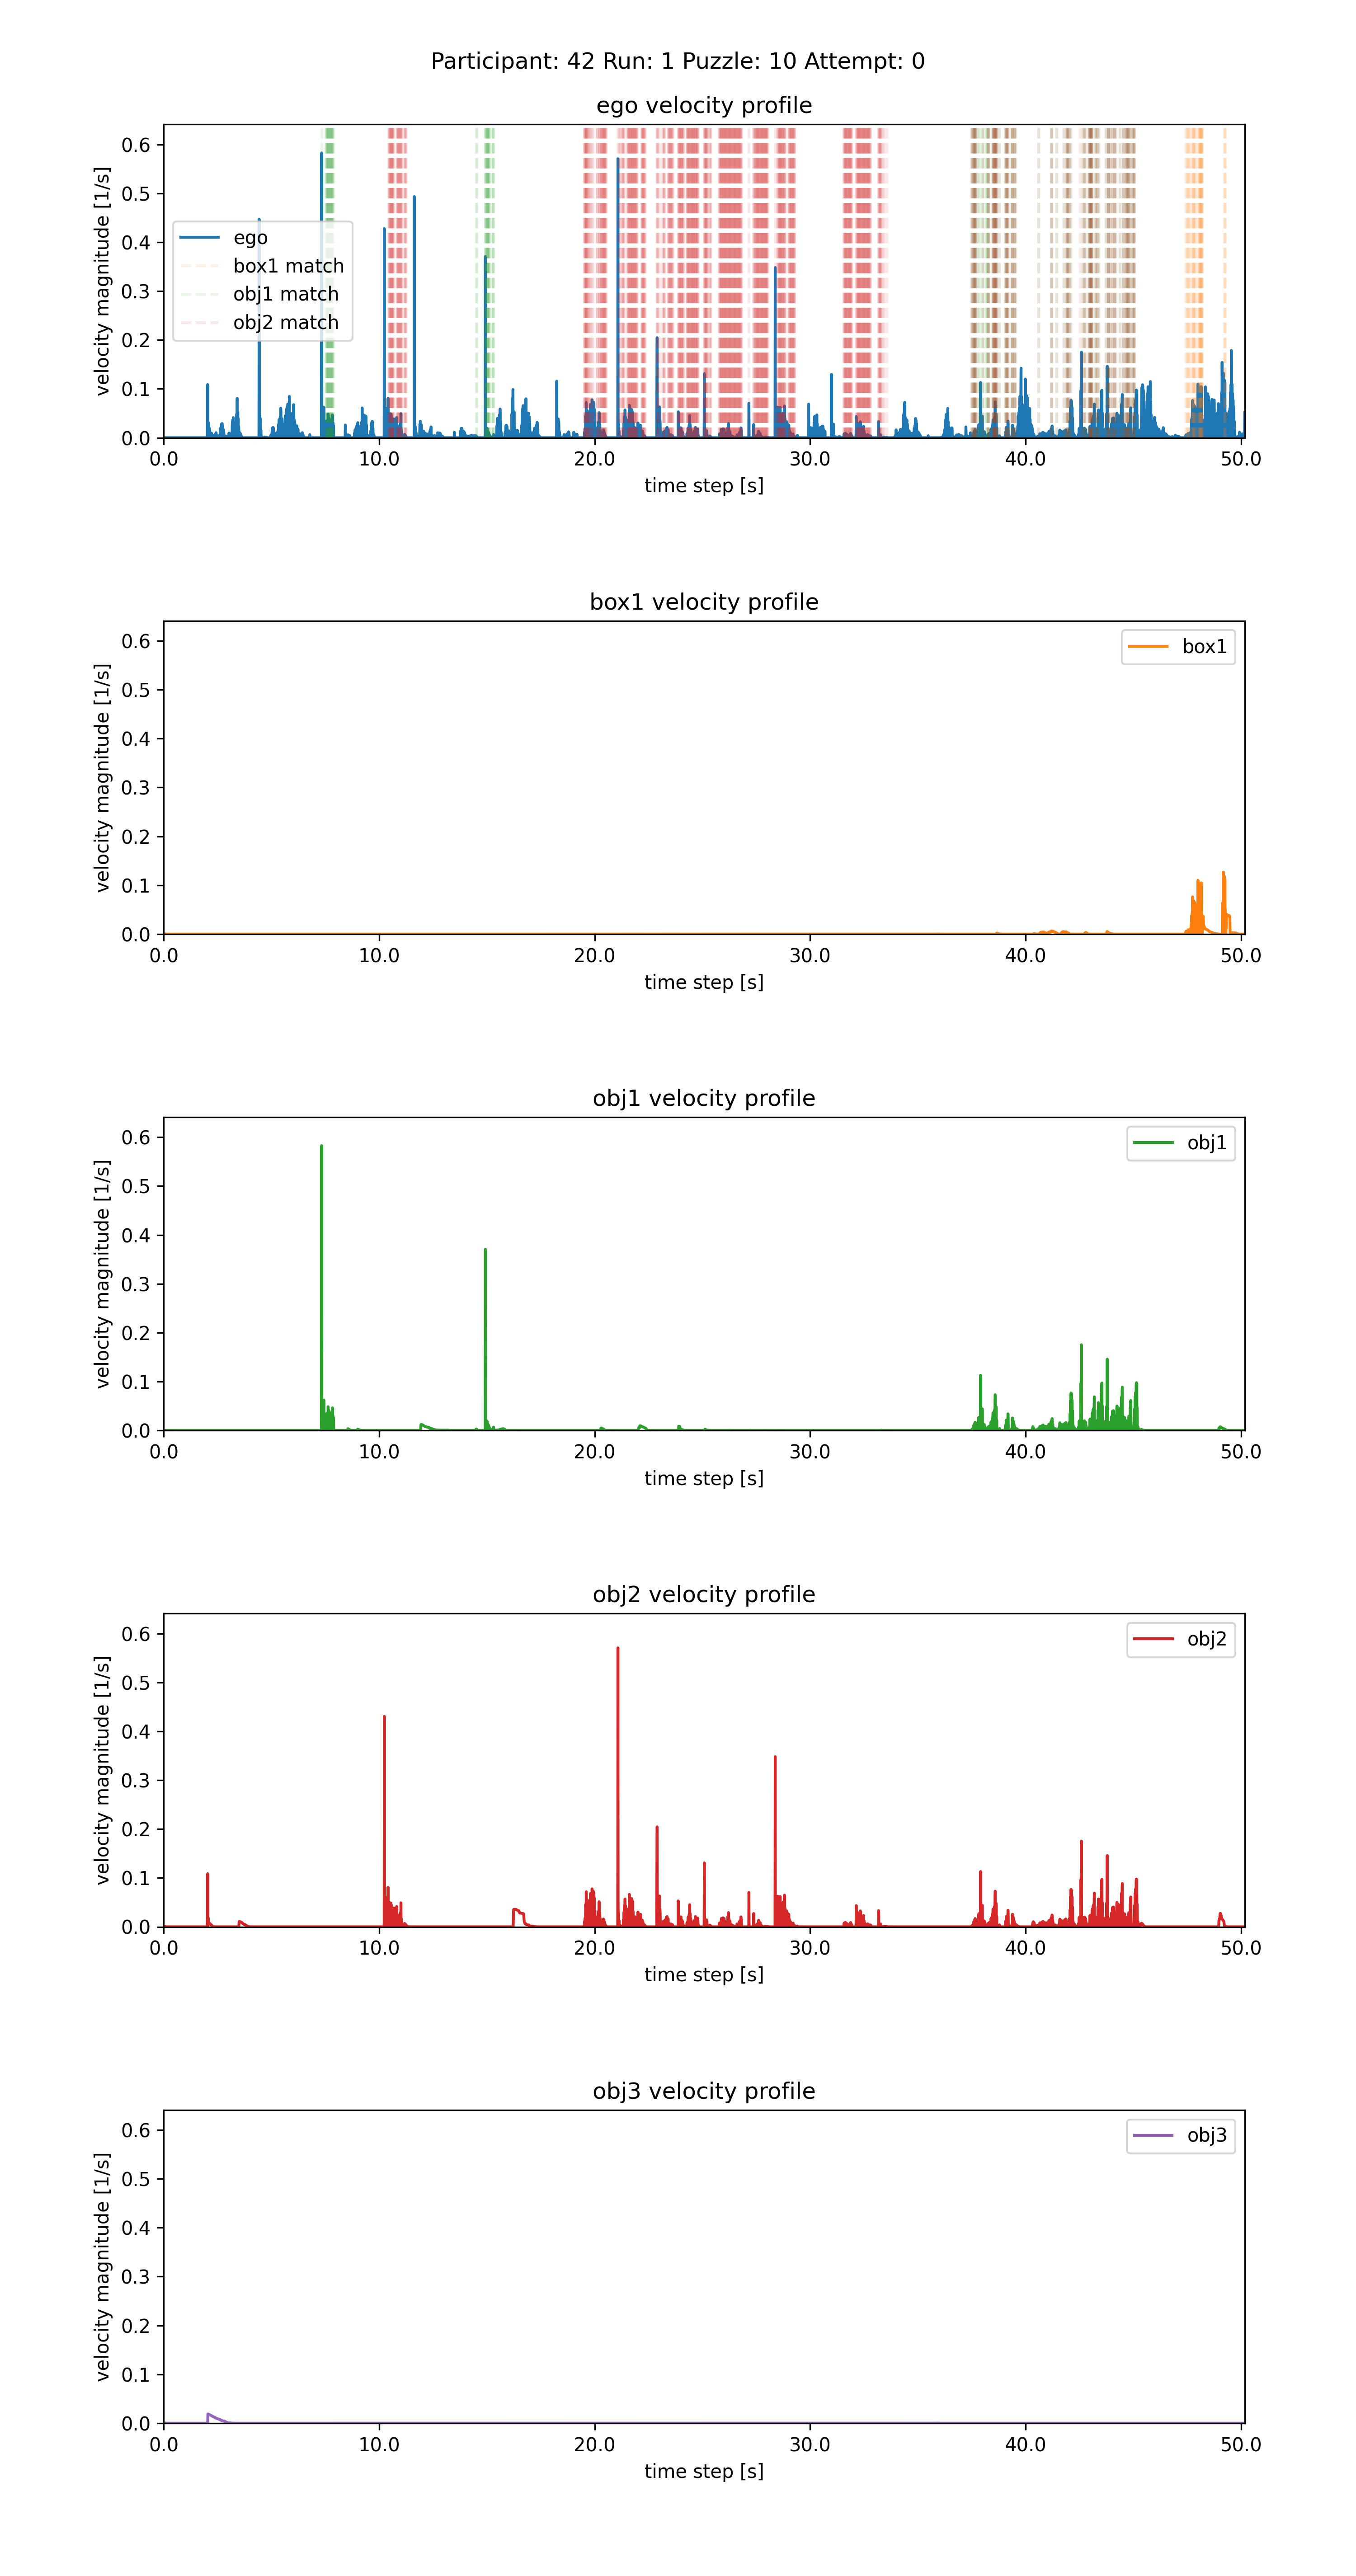 Participant: 42 Run: 1 Puzzle: 10 Attempt: 0
ego velocity profile
velocity magnitude [1/s]
0.6
0.5
0.4
0.3
0.2
0.1
0.0
ego
box1 match
obj1 match
obj2 match
0.0 10.0 20.0 30.0 40.0 50.0
time step [s]
box1 velocity profile
velocity magnitude [1/s]
0.6
0.5
0.4
0.3
0.2
0.1
0.0
box1
0.0 10.0 20.0 30.0 40.0 50.0
time step [s]
obj1 velocity profile
velocity magnitude [1/s]
0.6
0.5
0.4
0.3
0.2
0.1
0.0
obj1
0.0 10.0 20.0 30.0 40.0 50.0
time step [s]
obj2 velocity profile
velocity magnitude [1/s]
0.6
0.5
0.4
0.3
0.2
0.1
0.0
obj2
0.0 10.0 20.0 30.0 40.0 50.0
time step [s]
obj3 velocity profile
velocity magnitude [1/s]
0.6
0.5
0.4
0.3
0.2
0.1
0.0
obj3
0.0 10.0 20.0 30.0 40.0 50.0
time step [s]